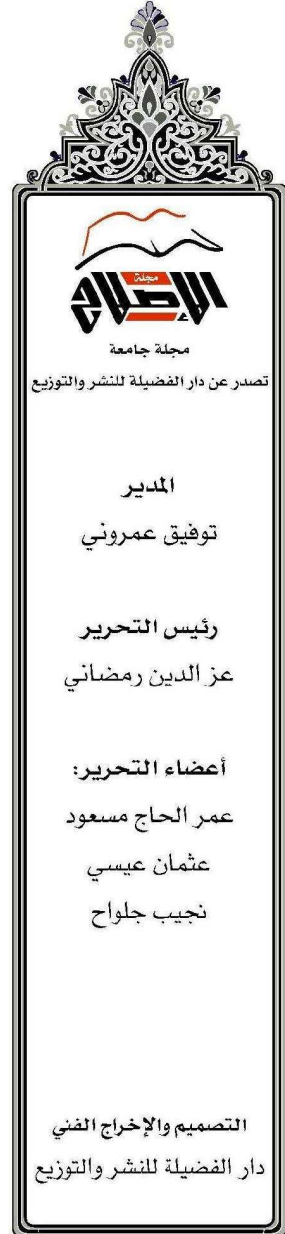 مجلة
الإصلاح
مجلة جامعة
تصدر عن دار الفضيلة للنشر والتوزيع
المدير
توفيق عمروني
رئيس التحرير
عز الدين رمضاني
أعضاء التحرير:
عمر الحاج مسعود
عثمان عيسي
نجيب جلواح
التصميم والإخراج الفني
دار الفضيلة للنشر والتوزيع